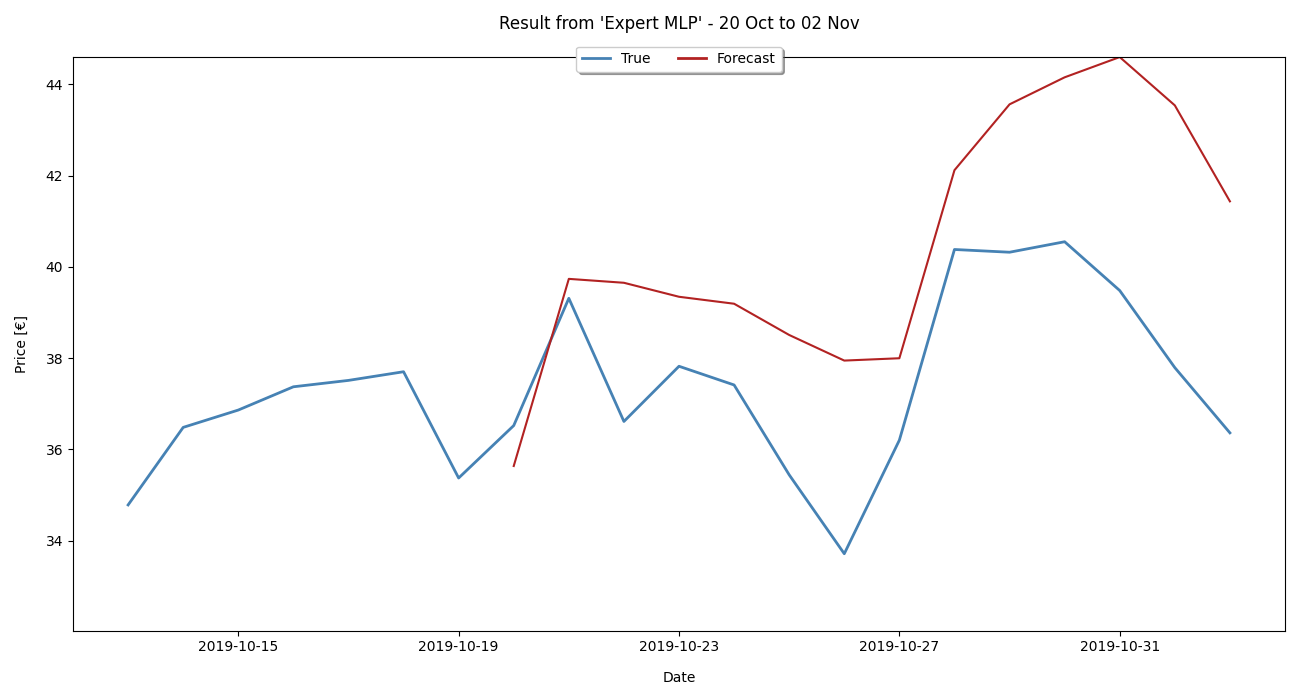 Result from 'Expert MLP' - 20 Oct to 02 Nov
True Forecast
44
42
40
38
36
34
Price [€]
2019-10-15 2019-10-19 2019-10-23 2019-10-27 2019-10-31
Date